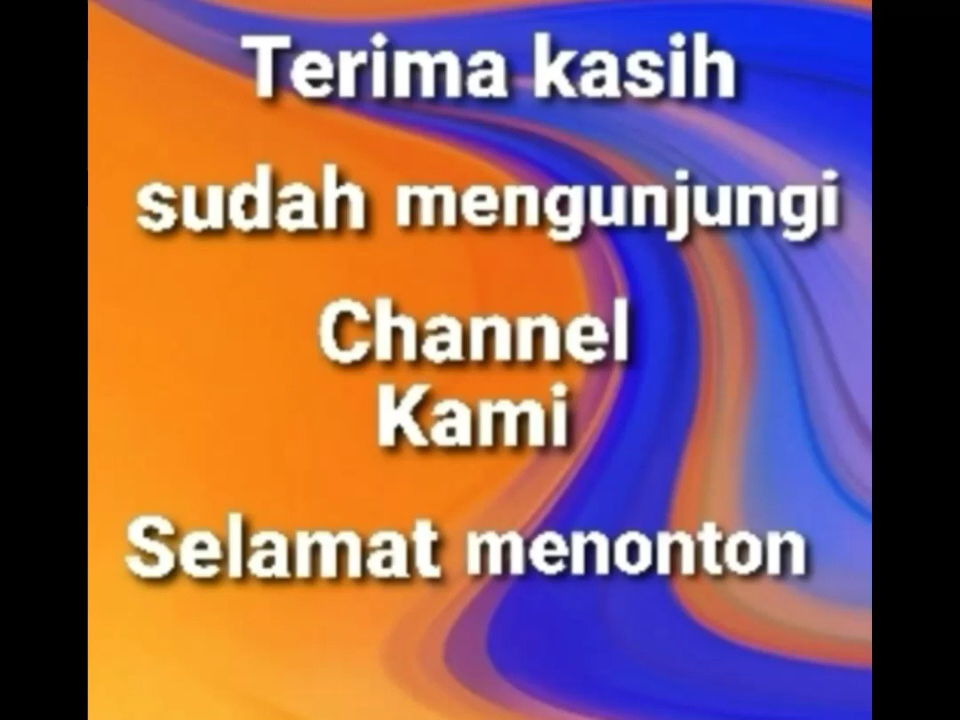 Terima kasih
sudah mengunjungi
Channel
Kami
Selamat menonton